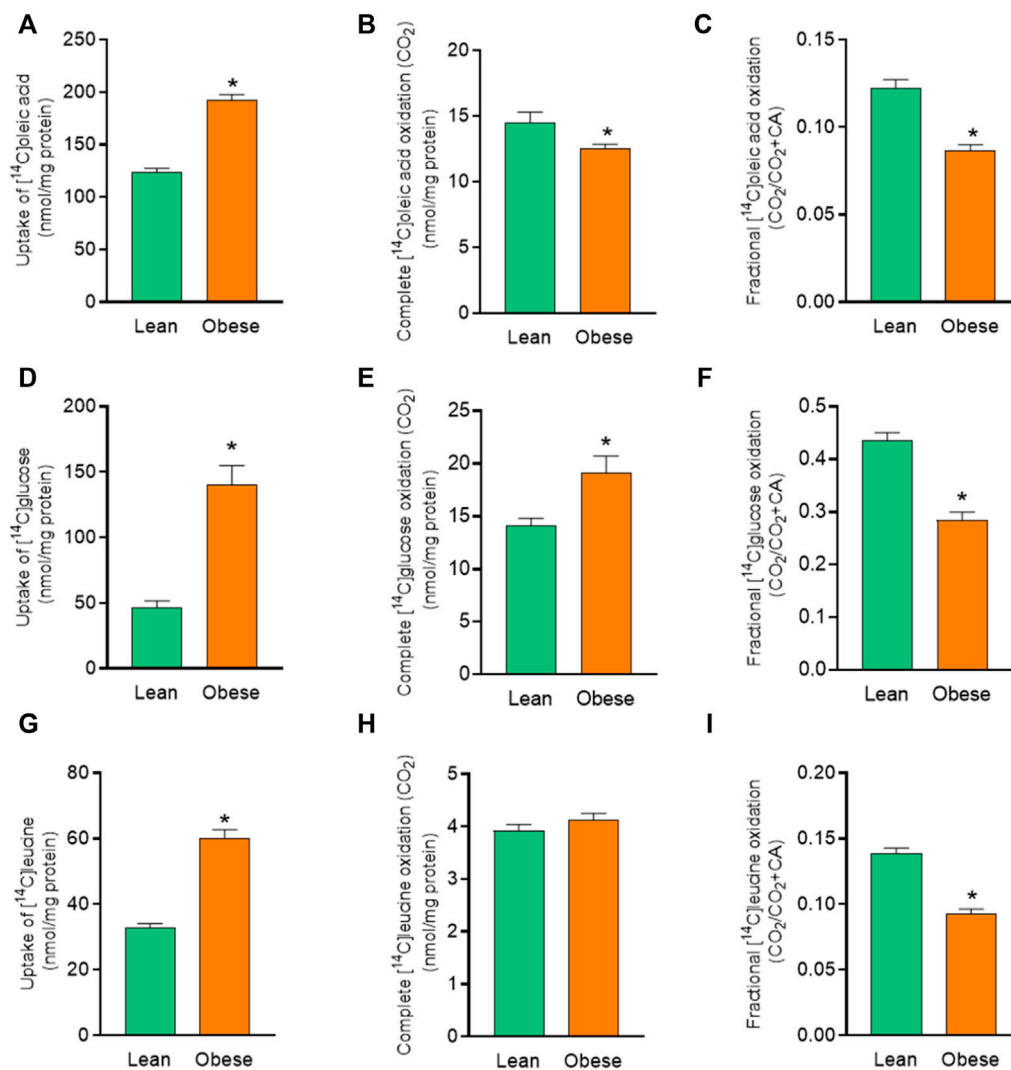 A
Uptake of [¹⁴C]oleic acid
(nmol/mg protein)
250
200
150
100
50
0
*
Lean Obese
B
Complete [¹⁴C]oleic acid oxidation (CO₂)
(nmol/mg protein)
20
15
10
5
0
*
Lean Obese
C
Fractional [¹⁴C]oleic acid oxidation
(CO₂/CO₂+CA)
0.15
0.10
0.05
0.00
*
Lean Obese
D
Uptake of [¹⁴C]glucose
(nmol/mg protein)
200
150
100
50
0
*
Lean Obese
E
Complete [¹⁴C]glucose oxidation (CO₂)
(nmol/mg protein)
25
20
15
10
5
0
*
Lean Obese
F
Fractional [¹⁴C]glucose oxidation
(CO₂/CO₂+CA)
0.5
0.4
0.3
0.2
0.1
0.0
*
Lean Obese
G
Uptake of [¹⁴C]leucine
(nmol/mg protein)
80
60
40
20
0
*
Lean Obese
H
Complete [¹⁴C]leucine oxidation (CO₂)
(nmol/mg protein)
5
4
3
2
1
0
Lean Obese
I
Fractional [¹⁴C]leucine oxidation
(CO₂/CO₂+CA)
0.20
0.15
0.10
0.05
0.00
*
Lean Obese